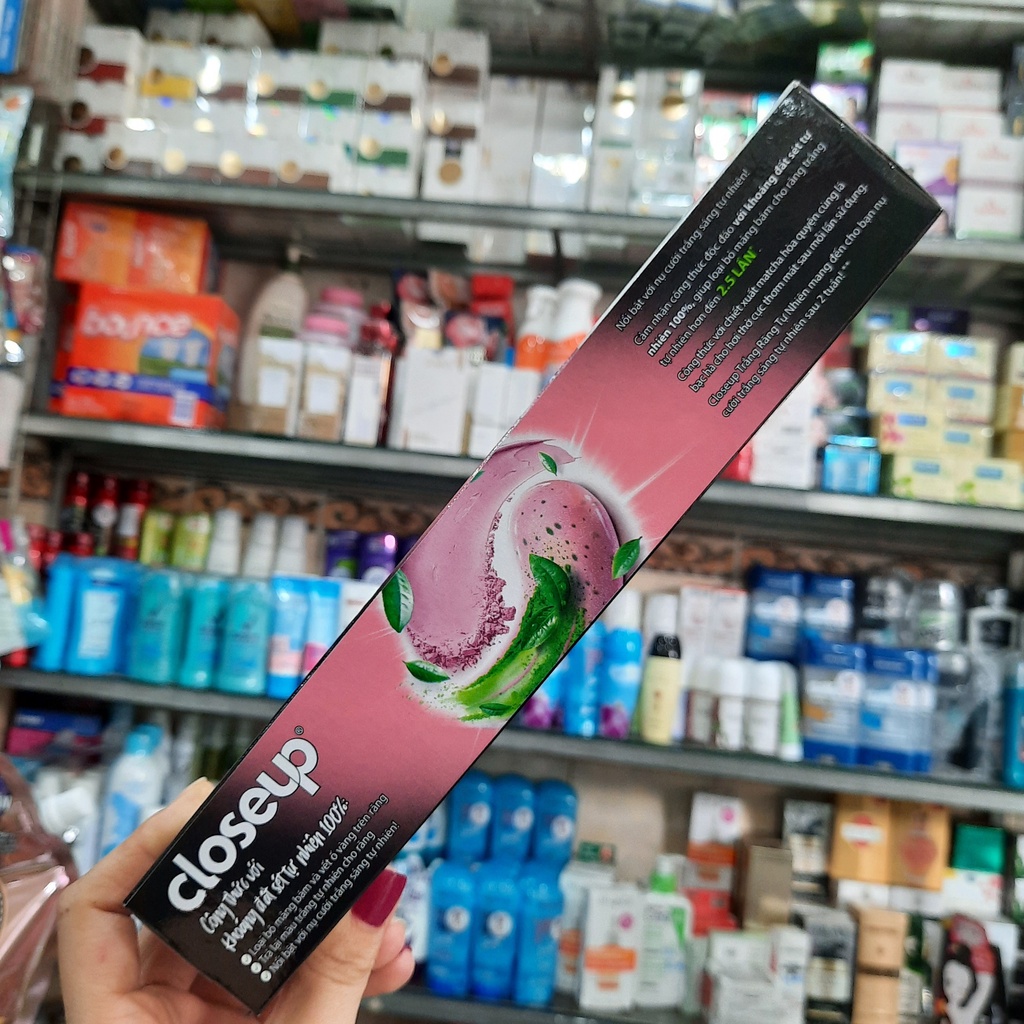 closeup®
Công thức với
khoáng đất sét tự nhiên 100%:
Loại bỏ mảng bám và vết ố vàng trên răng
Trả lại màu trắng tự nhiên cho răng
Nổi bật với nụ cười trắng sáng tự nhiên!
Nổi bật với nụ cười trắng sáng tự nhiên!
Cảm nhận công thức độc đáo với khoáng đất sét tự
nhiên 100%, giúp loại bỏ mảng bám cho răng trắng
tự nhiên hơn đến 2,5 LẦN*
Công thức với chiết xuất matcha hòa quyện cùng lá
bạc hà cho hơi thở cực thơm mát sau mỗi lần sử dụng.
Closeup Trắng Răng Tự Nhiên mang đến cho bạn nụ
cười trắng sáng tự nhiên sau 2 tuần!**
bounce